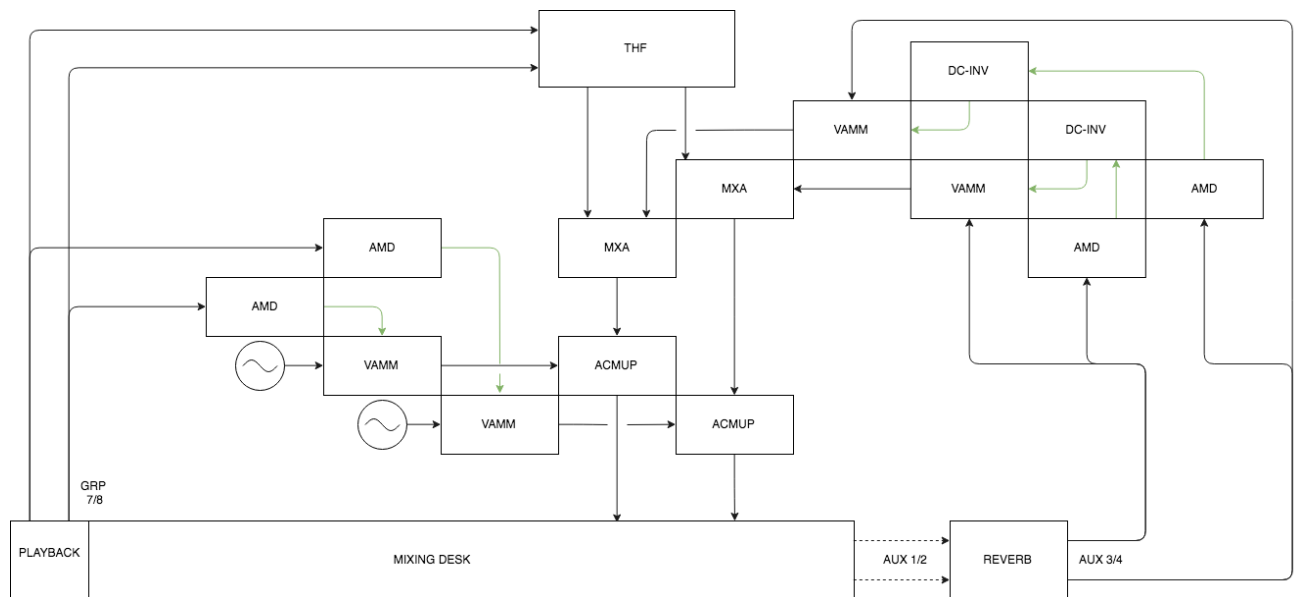 THF
DC-INV
VAMM
DC-INV
MXA
VAMM
AMD
AMD
MXA
AMD
AMD
VAMM
ACMUP
VAMM
ACMUP
GRP
7/8
PLAYBACK
MIXING DESK
AUX 1/2
REVERB
AUX 3/4